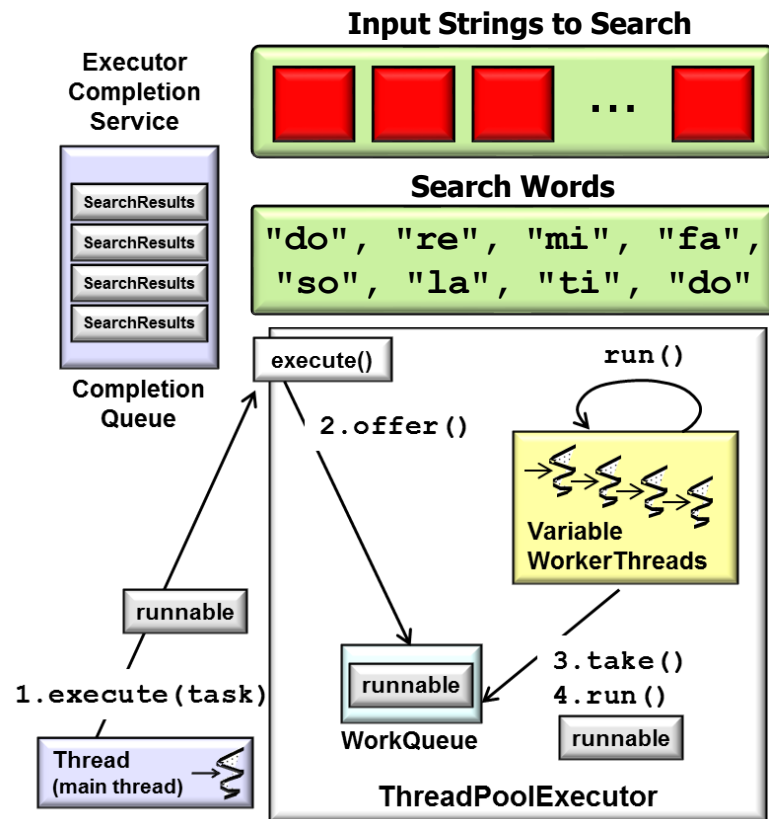 Input Strings to Search
...
Executor
Completion
Service
SearchResults
SearchResults
SearchResults
SearchResults
Completion
Queue
Search Words
"do", "re", "mi", "fa",
"so", "la", "ti", "do"
execute()
run()
2.offer()
Variable
WorkerThreads
runnable
1.execute(task)
Thread
(main thread)
runnable
WorkQueue
3.take()
4.run()
runnable
ThreadPoolExecutor